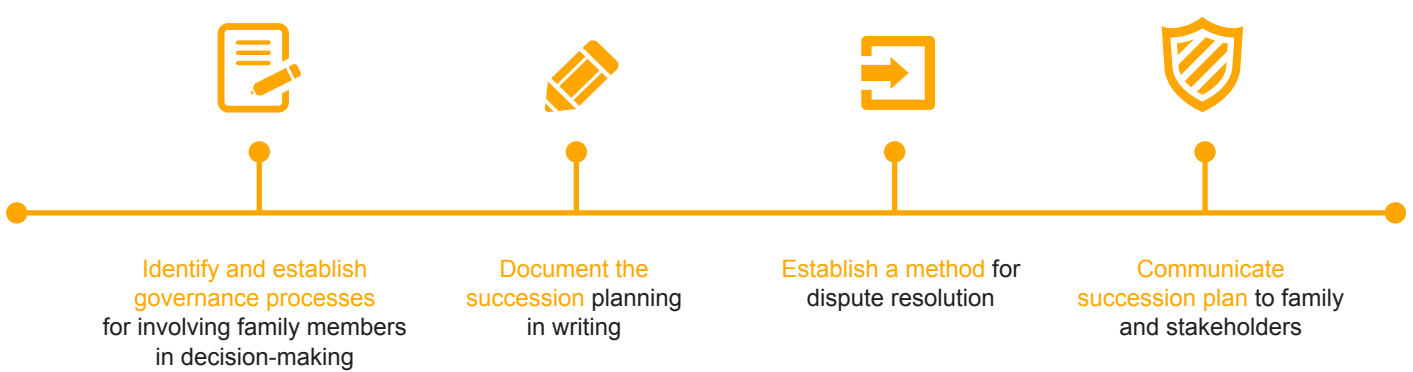 Identify and establish
governance processes
for involving family members
in decision-making
Document the
succession planning
in writing
Establish a method for
dispute resolution
Communicate
succession plan to family
and stakeholders